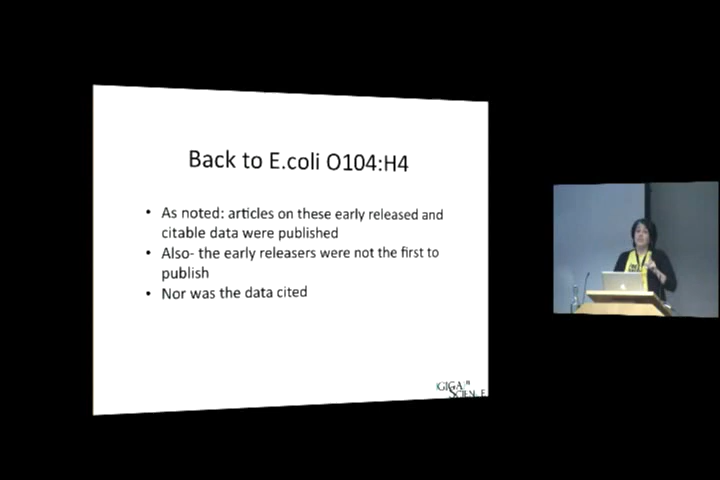 Back to E.coli O104:H4
• As noted: articles on these early released and
citable data were published
• Also- the early releasers were not the first to
publish
• Nor was the data cited
GIGA
SCIENCE